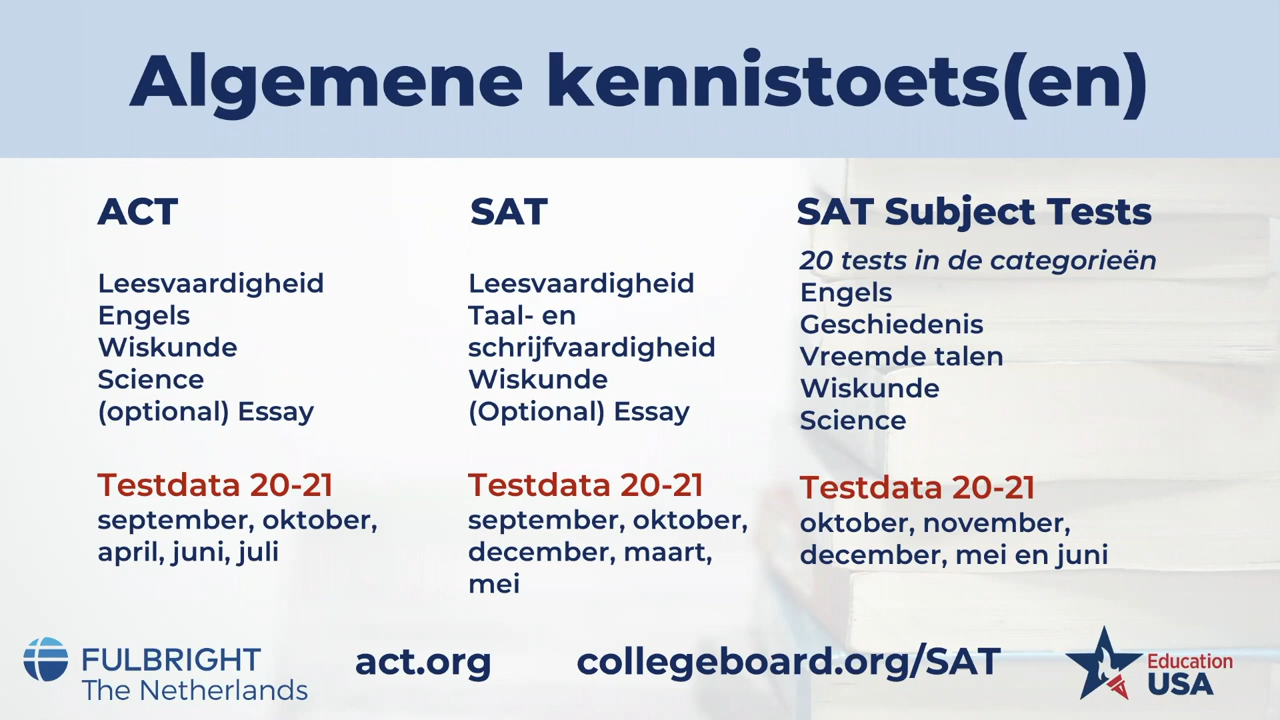 Algemene kennistoets(en)
ACT
Leesvaardigheid
Engels
Wiskunde
Science
(optional) Essay
Testdata 20-21
september, oktober,
april, juni, juli
SAT
Leesvaardigheid
Taal- en
schrijfvaardigheid
Wiskunde
(Optional) Essay
Testdata 20-21
september, oktober,
december, maart,
mei
SAT Subject Tests
20 tests in de categorieën
Engels
Geschiedenis
Vreemde talen
Wiskunde
Science
Testdata 20-21
oktober, november,
december, mei en juni
FULBRIGHT
The Netherlands
act.org
collegeboard.org/SAT
Education
USA